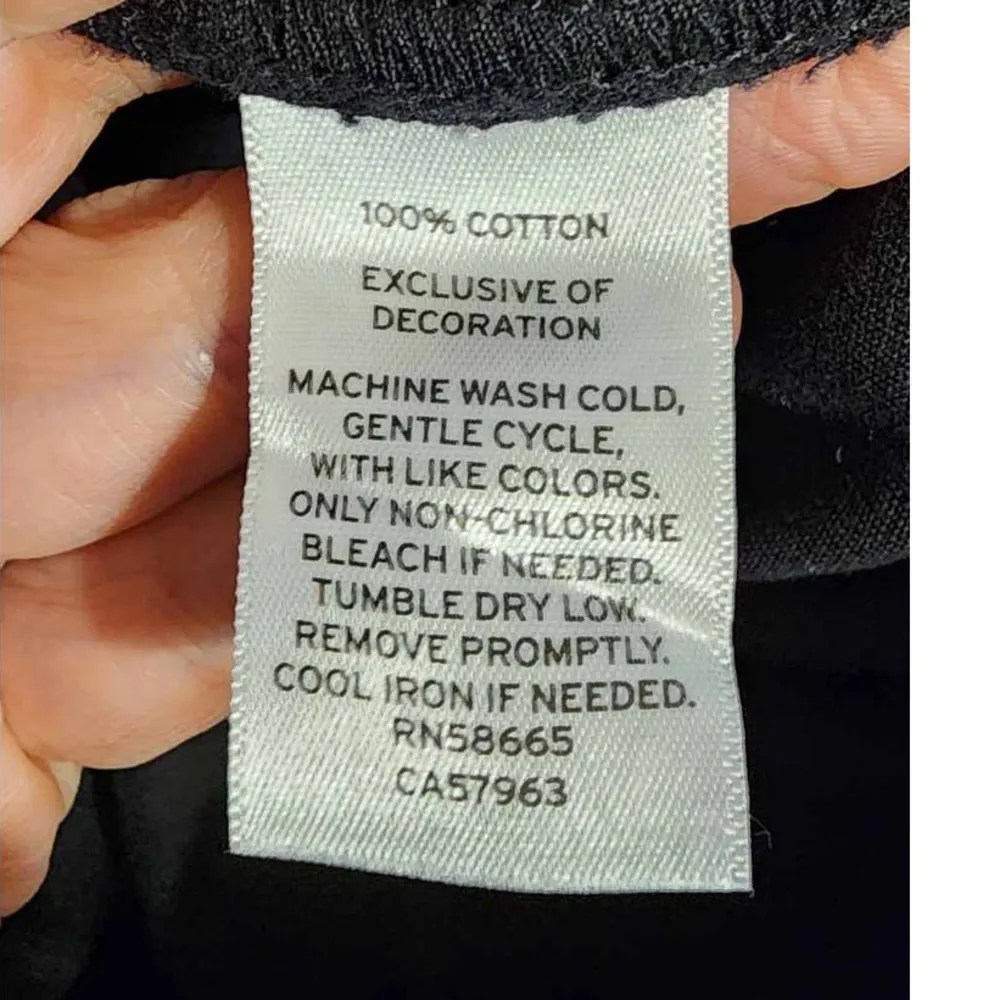 100% COTTON
EXCLUSIVE OF
DECORATION
MACHINE WASH COLD,
GENTLE CYCLE,
WITH LIKE COLORS.
ONLY NON-CHLORINE
BLEACH IF NEEDED.
TUMBLE DRY LOW.
REMOVE PROMPTLY.
COOL IRON IF NEEDED.
RN58665
CA57963